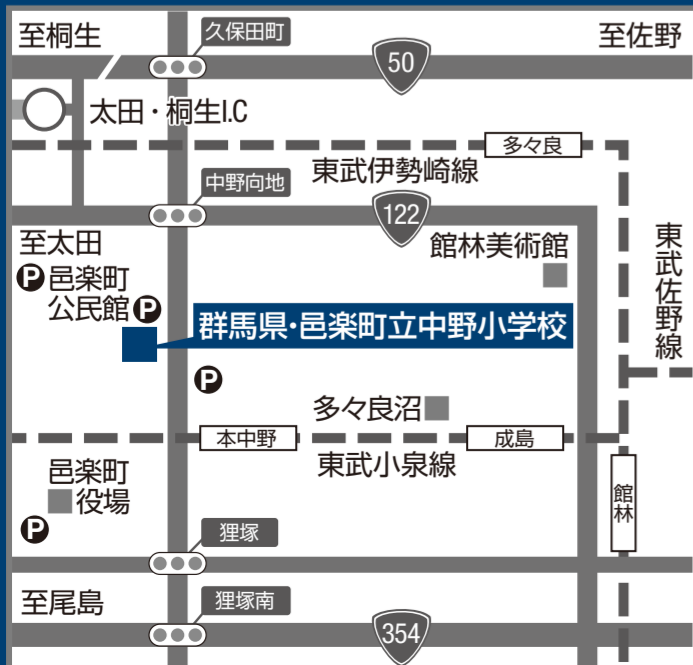 至桐生
久保田町
至佐野
50
太田・桐生I.C
多々良
東武伊勢崎線
中野向地
122
至太田
館林美術館
東武佐野線
P 邑楽町
公民館 P
群馬県・邑楽町立中野小学校
P
多々良沼
本中野
成島
東武小泉線
邑楽町
役場
館林
P
狸塚
至尾島
狸塚南
354